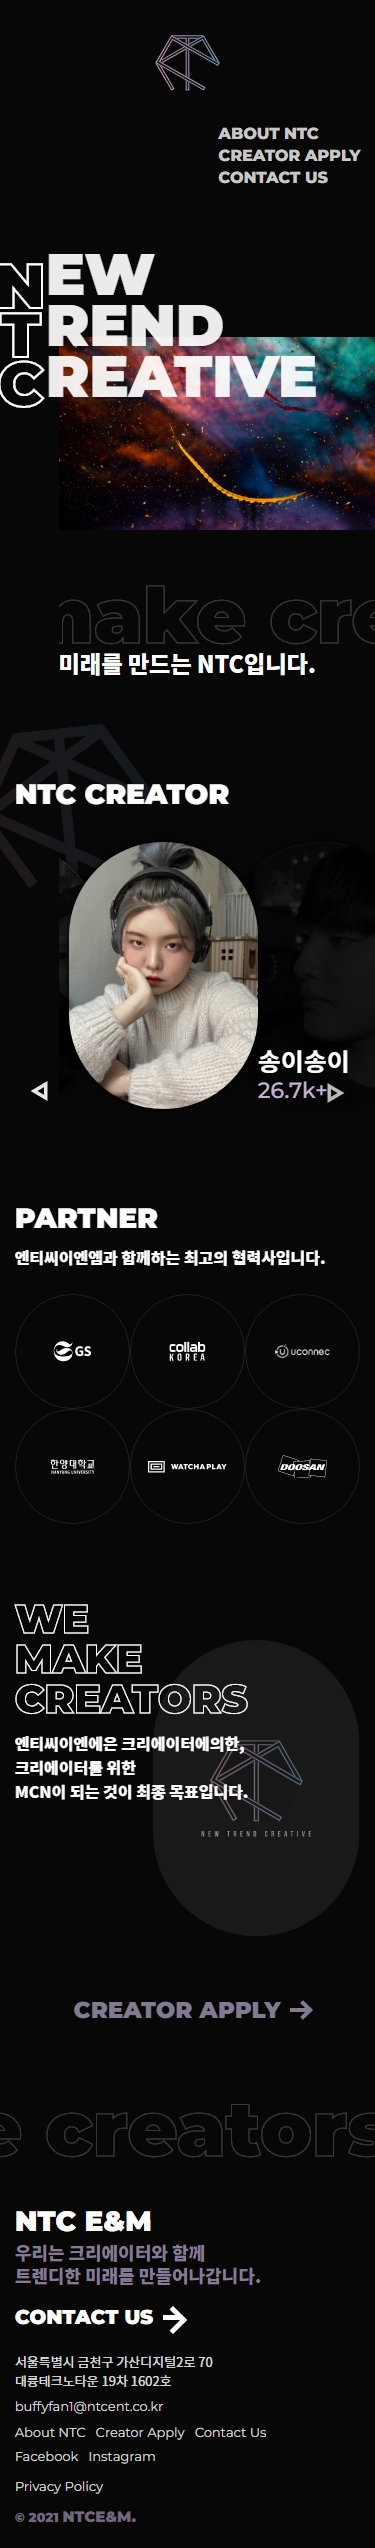 ABOUT NTC
CREATOR APPLY
CONTACT US
NEW
TREND
CREATIVE
make cre
미래를 만드는 NTC입니다.
NTC CREATOR
송이송이
26.7k+
PARTNER
엔티씨이엔엠과 함께하는 최고의 협력사입니다.
GS
collab
KOREA
uconnec
한양대학교
HANYANG UNIVERSITY
WATCHA PLAY
DOOSAN
WE
MAKE
CREATORS
엔티씨이엔에은 크리에이터에의한,
크리에이터를 위한
MCN이 되는 것이 최종 목표입니다.
NEW TREND CREATIVE
CREATOR APPLY
e creators
NTC E&M
우리는 크리에이터와 함께
트렌디한 미래를 만들어나갑니다.
CONTACT US
서울특별시 금천구 가산디지털2로 70
대륭테크노타운 19차 1602호
buffyfan1@ntcent.co.kr
About NTC Creator Apply Contact Us
Facebook Instagram
Privacy Policy
© 2021 NTCE&M.